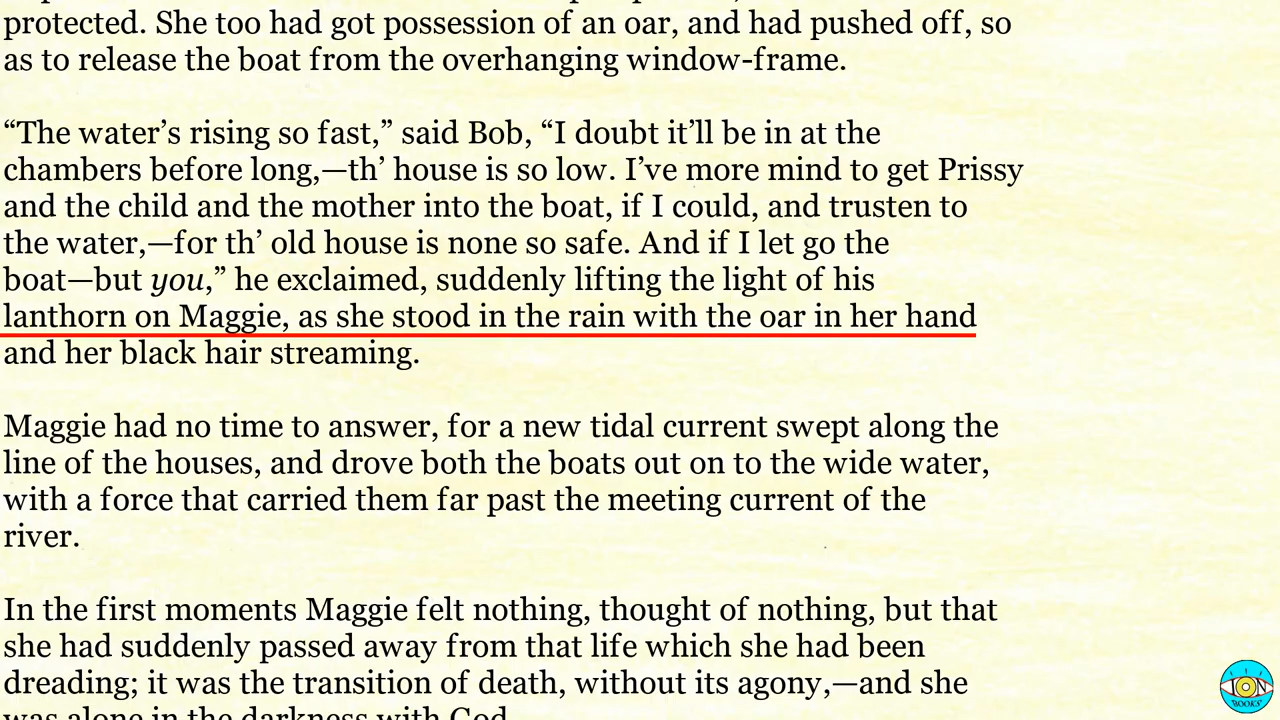 protected. She too had got possession of an oar, and had pushed off, so
as to release the boat from the overhanging window-frame.
“The water’s rising so fast,” said Bob, “I doubt it’ll be in at the
chambers before long,—th’ house is so low. I’ve more mind to get Prissy
and the child and the mother into the boat, if I could, and trusten to
the water,—for th’ old house is none so safe. And if I let go the
boat—but you,” he exclaimed, suddenly lifting the light of his
lanthorn on Maggie, as she stood in the rain with the oar in her hand
and her black hair streaming.
Maggie had no time to answer, for a new tidal current swept along the
line of the houses, and drove both the boats out on to the wide water,
with a force that carried them far past the meeting current of the
river.
In the first moments Maggie felt nothing, thought of nothing, but that
she had suddenly passed away from that life which she had been
dreading; it was the transition of death, without its agony,—and she
was alone in the darkness with God.
ION
BOOKS